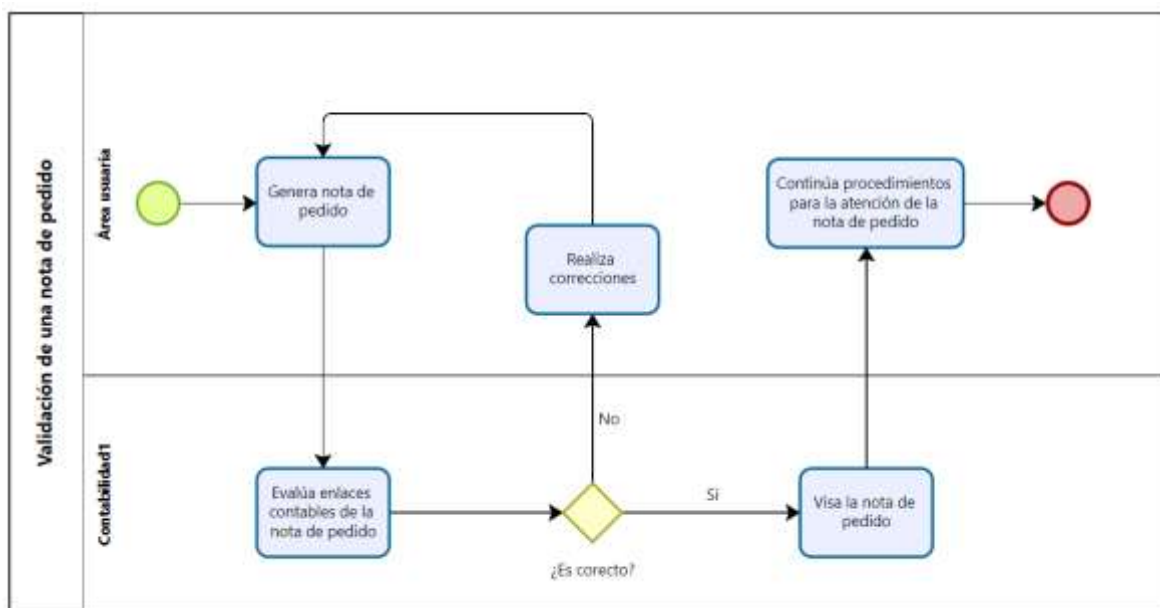 Validación de una nota de pedido
Área usuaria
Genera nota de
pedido
Realiza
correcciones
Continúa procedimientos
para la atención de la
nota de pedido
Contabilidad1
Evalúa enlaces
contables de la
nota de pedido
¿Es corecto?
No
Sí
Visa la nota de
pedido